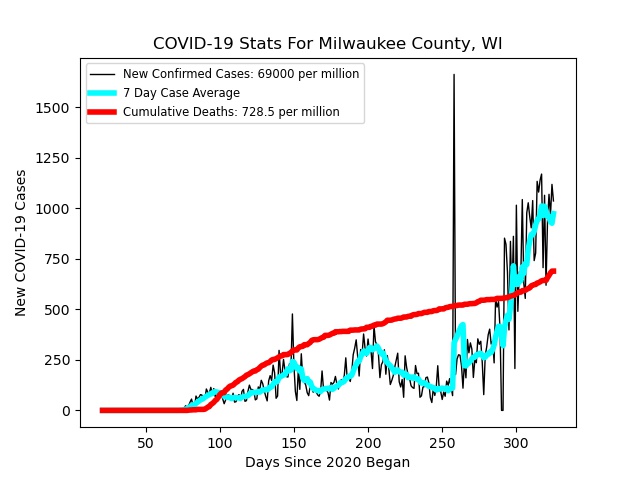 COVID-19 Stats For Milwaukee County, WI
New Confirmed Cases: 69000 per million
7 Day Case Average
Cumulative Deaths: 728.5 per million
1500
1250
1000
750
500
250
0
New COVID-19 Cases
50 100 150 200 250 300
Days Since 2020 Began